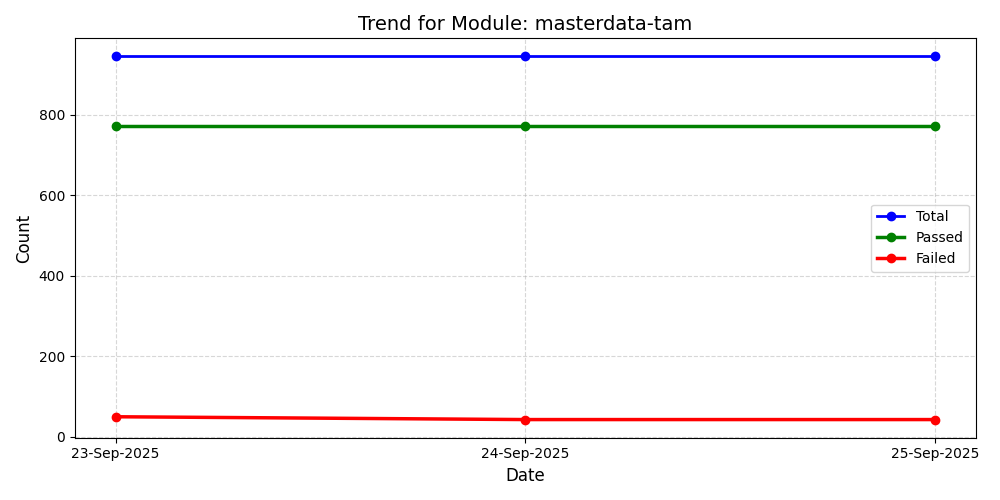 Trend for Module: masterdata-tam
Count
800
600
400
200
0
Total
Passed
Failed
23-Sep-2025
24-Sep-2025
25-Sep-2025
Date